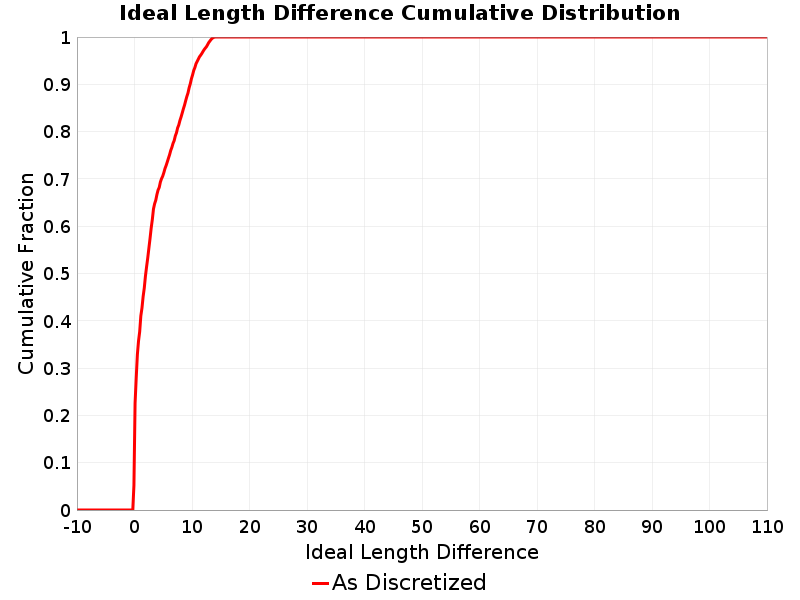 Ideal Length Difference Cumulative Distribution
1
0.9
0.8
0.7
0.6
0.5
0.4
0.3
0.2
0.1
0
Cumulative Fraction
-10 0 10 20 30 40 50 60 70 80 90 100 110
Ideal Length Difference
As Discretized